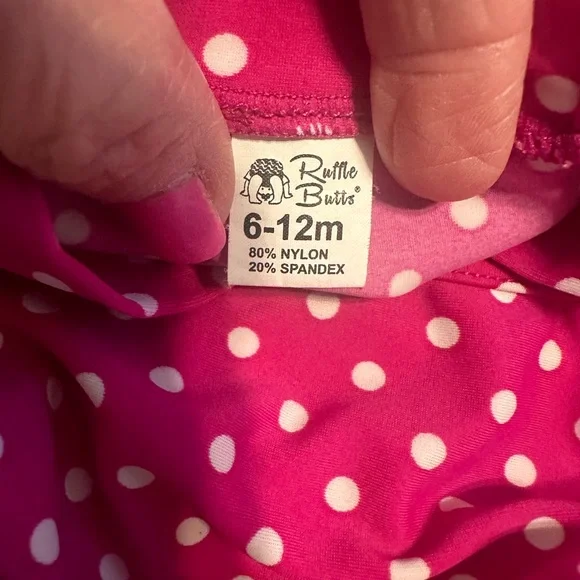 Ruffle
Butts®
6-12m
80% NYLON
20% SPANDEX